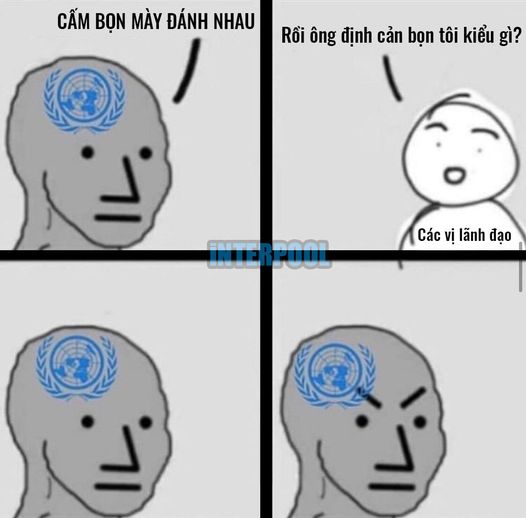 CẤM BỌN MÀY ĐÁNH NHAU
Rồi ông định cản bọn tôi kiểu gì?
Các vị lãnh đạo
iNTERPOOL